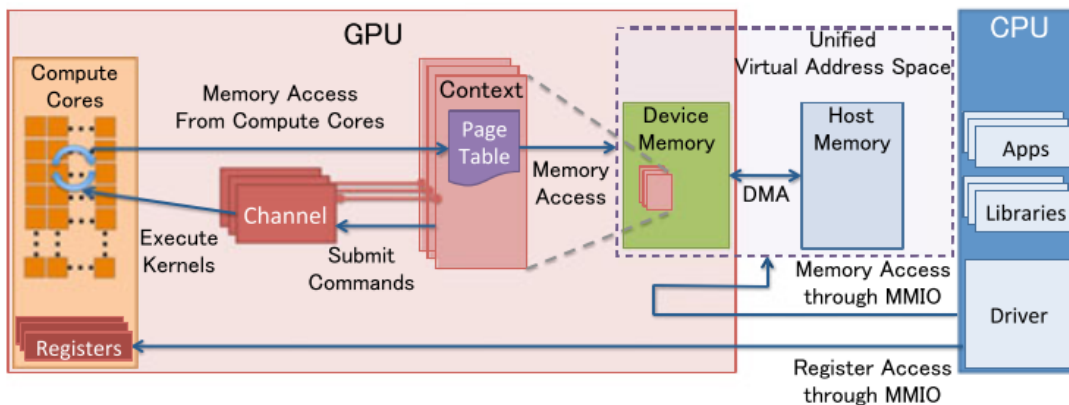 GPU
CPU
Unified
Virtual Address Space
Compute
Cores
Memory Access
From Compute Cores
Context
Page
Table
Device
Memory
Host
Memory
Apps
Memory
Access
DMA
Channel
Libraries
Execute
Kernels
Submit
Commands
Memory Access
through MMIO
Driver
Registers
Register Access
through MMIO